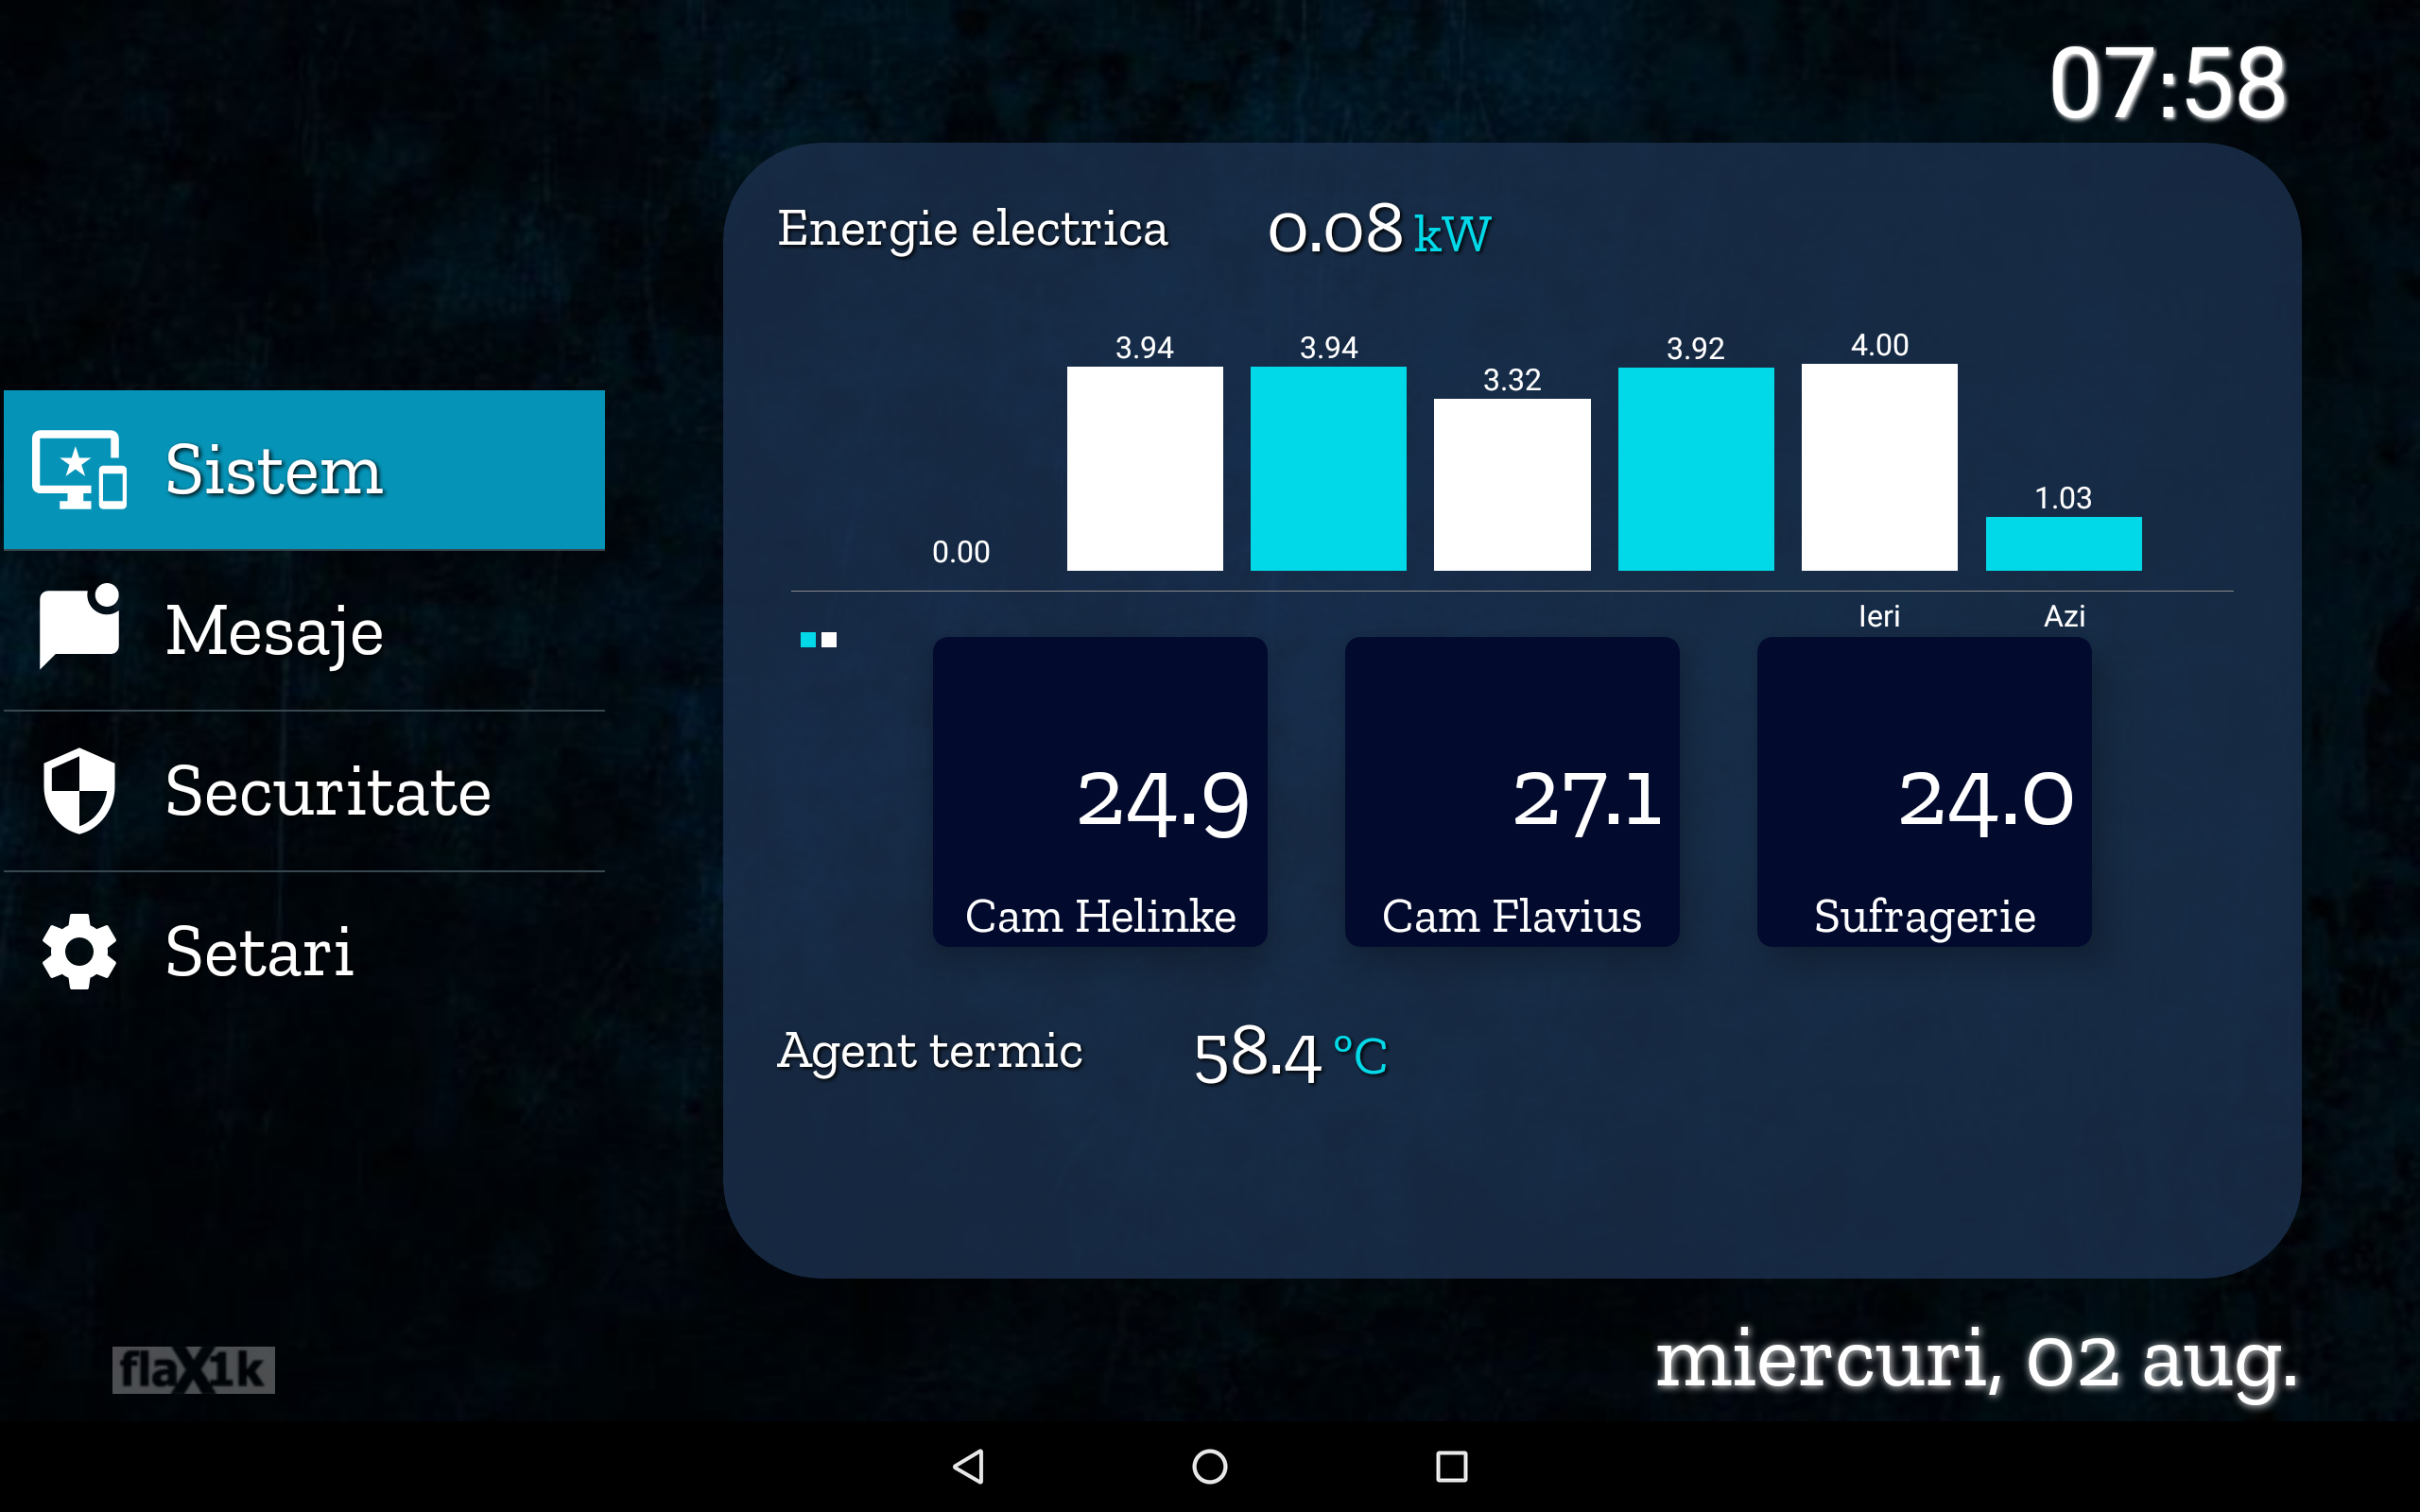 07:58
Energie electrica 0.08 kW
0.00 3.94 3.94 3.32 3.92 4.00 1.03
Ieri Azi
Sistem
Mesaje
Securitate
Setari
24.9
Cam Helinke
27.1
Cam Flavius
24.0
Sufragerie
Agent termic 58.4 °C
flaX1k
miercuri, 02 aug.